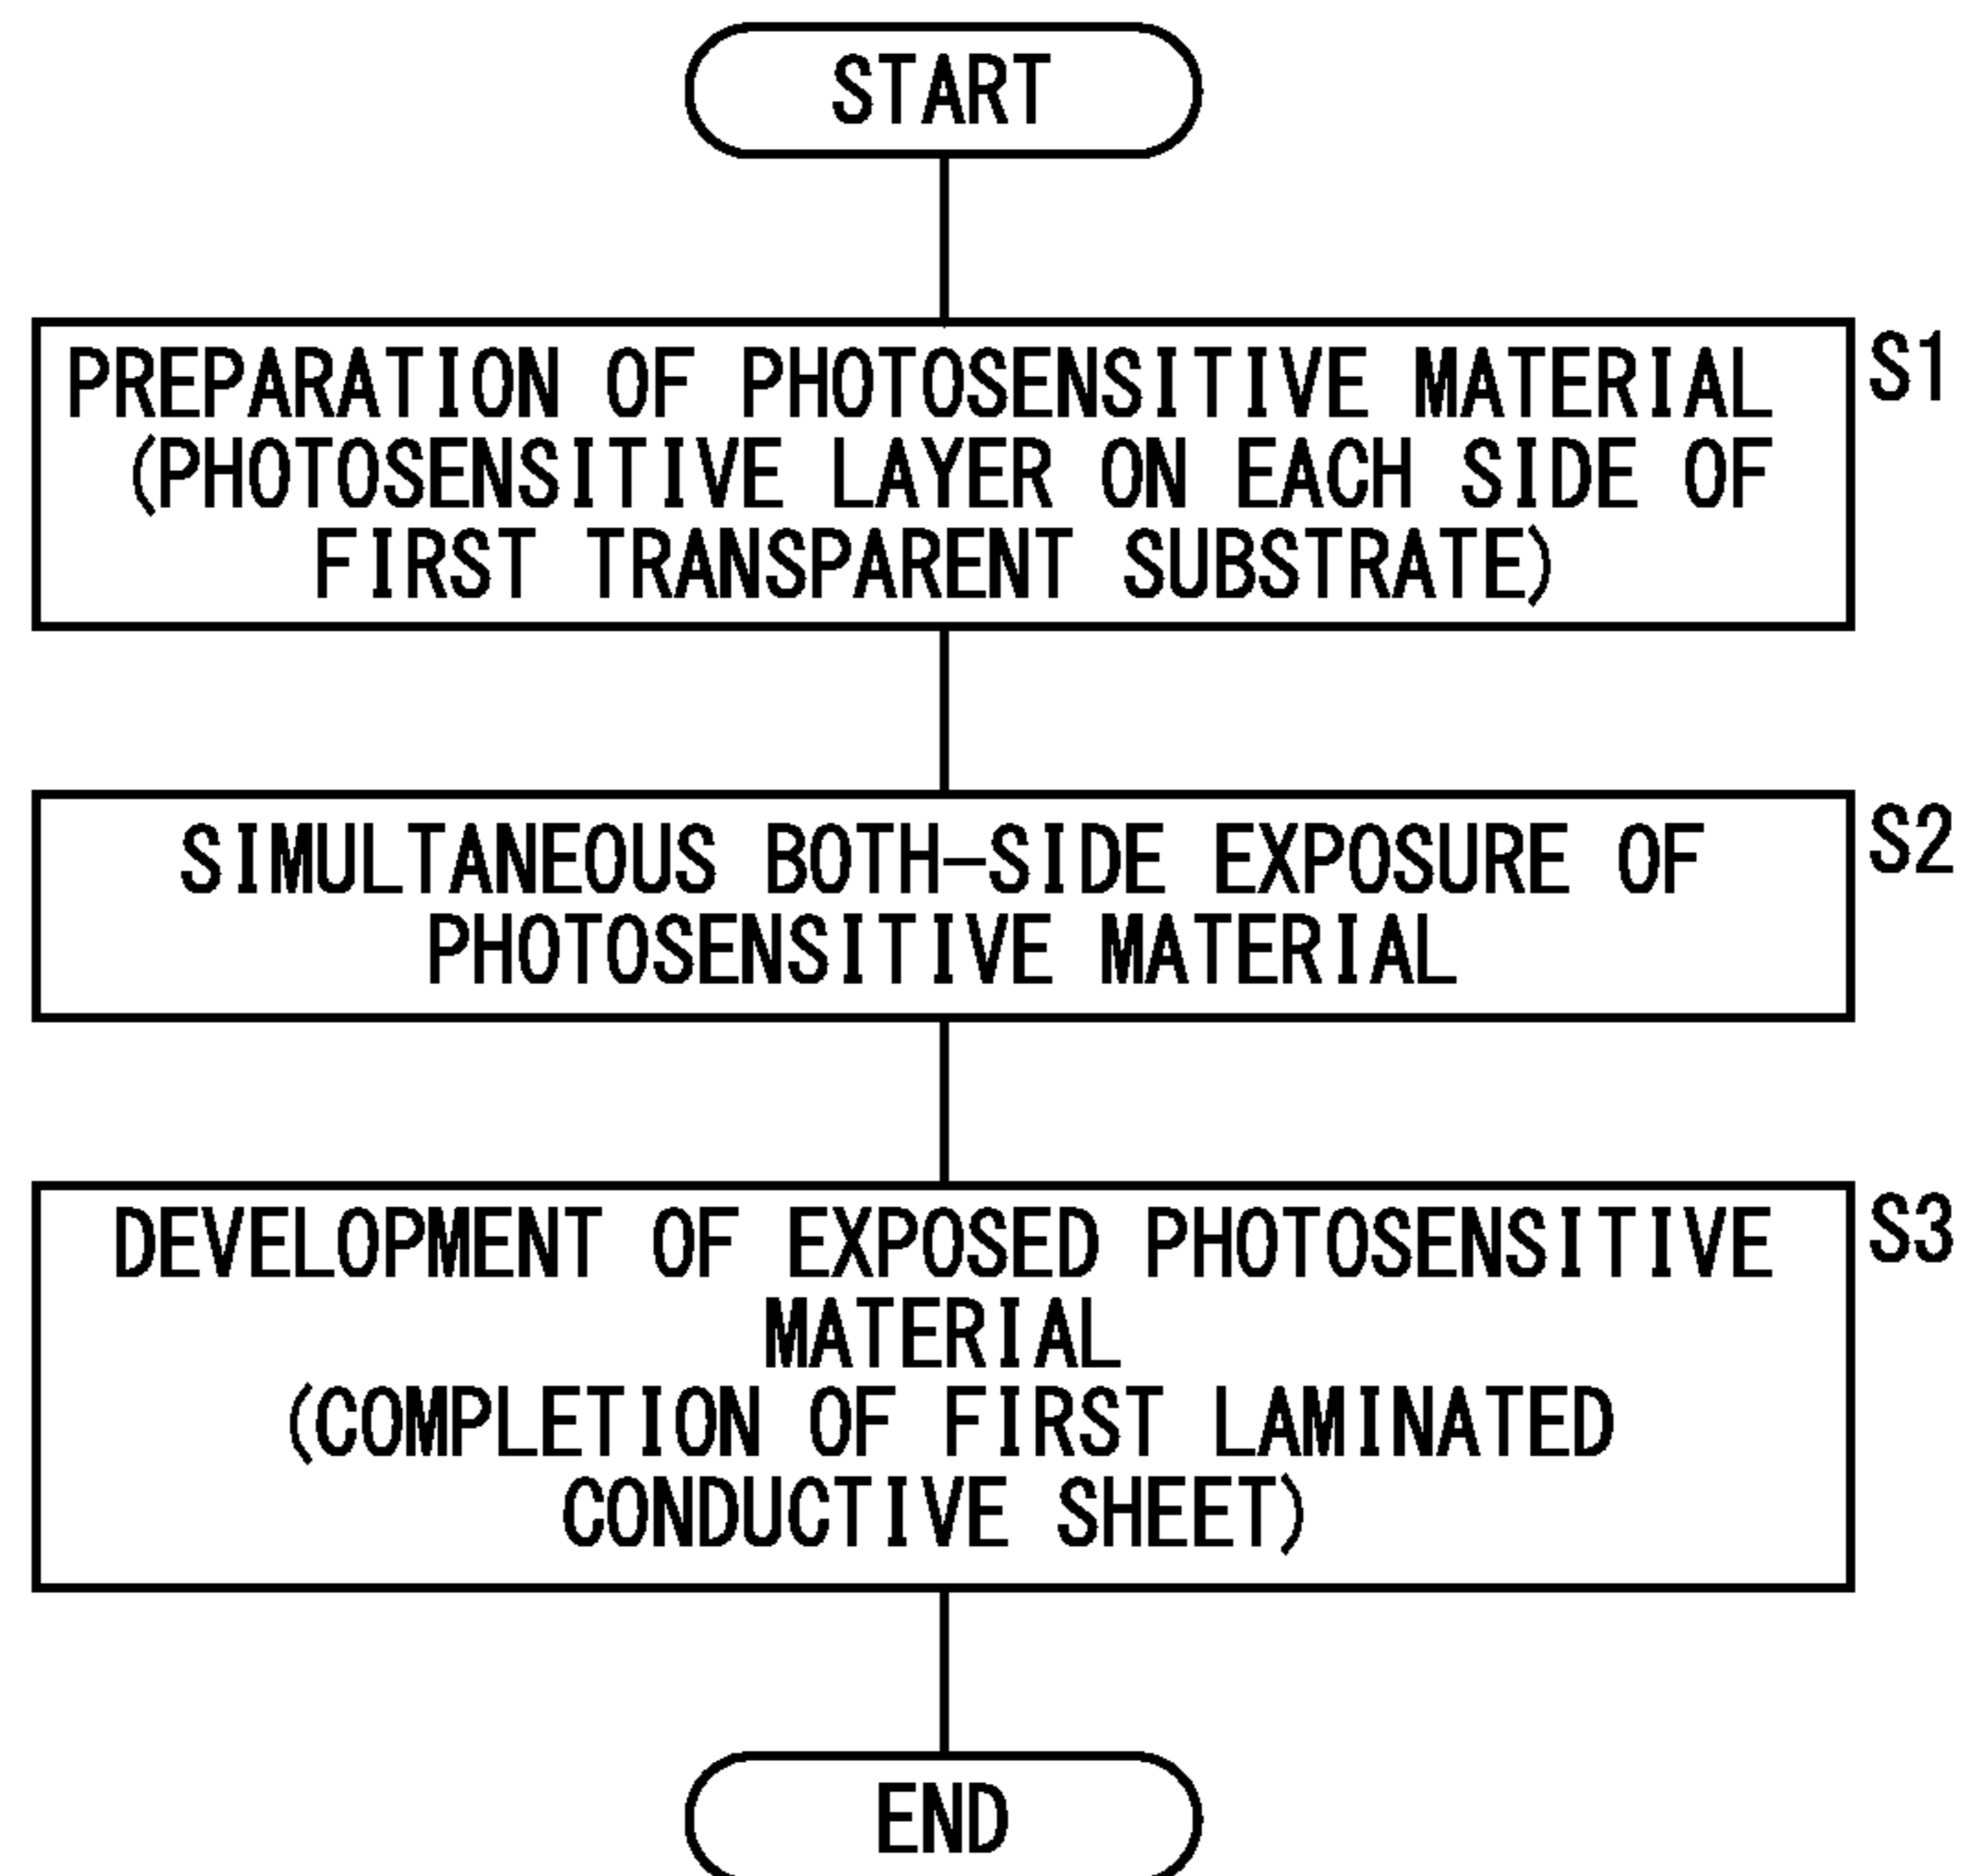 START
PREPARATION OF PHOTOSENSITIVE MATERIAL
(PHOTOSENSITIVE LAYER ON EACH SIDE OF
FIRST TRANSPARENT SUBSTRATE)
S1
SIMULTANEOUS BOTH-SIDE EXPOSURE OF
PHOTOSENSITIVE MATERIAL
S2
DEVELOPMENT OF EXPOSED PHOTOSENSITIVE
MATERIAL
(COMPLETION OF FIRST LAMINATED
CONDUCTIVE SHEET)
S3
END